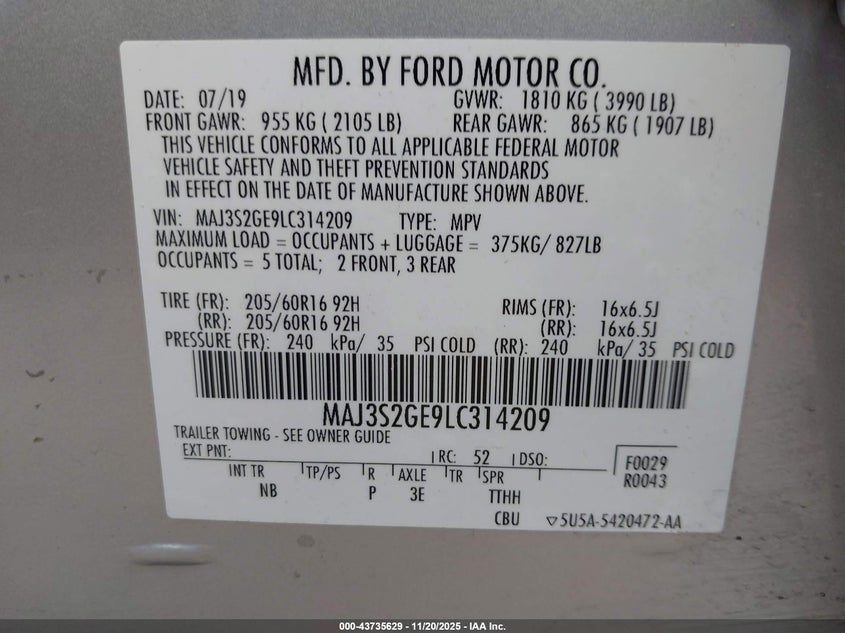 MFD. BY FORD MOTOR CO.
DATE: 07/19 GVWR: 1810 KG ( 3990 LB)
FRONT GAWR: 955 KG ( 2105 LB) REAR GAWR: 865 KG ( 1907 LB)
THIS VEHICLE CONFORMS TO ALL APPLICABLE FEDERAL MOTOR
VEHICLE SAFETY AND THEFT PREVENTION STANDARDS
IN EFFECT ON THE DATE OF MANUFACTURE SHOWN ABOVE.
VIN: MAJ3S2GE9LC314209 TYPE: MPV
MAXIMUM LOAD = OCCUPANTS + LUGGAGE = 375KG/ 827LB
OCCUPANTS = 5 TOTAL; 2 FRONT, 3 REAR
TIRE (FR): 205/60R16 92H RIMS (FR): 16x6.5J
(RR): 205/60R16 92H (RR): 16x6.5J
PRESSURE (FR): 240 kPa/ 35 PSI COLD (RR): 240 kPa/ 35 PSI COLD
MAJ3S2GE9LC314209
TRAILER TOWING - SEE OWNER GUIDE
EXT PNT: RC: 52 DSO: F0029
INT TR TP/PS R AXLE TR SPR R0043
NB P 3E TTHH
CBU ▽5U5A-5420472-AA
000-43735629 - 11/20/2025 - IAA Inc.